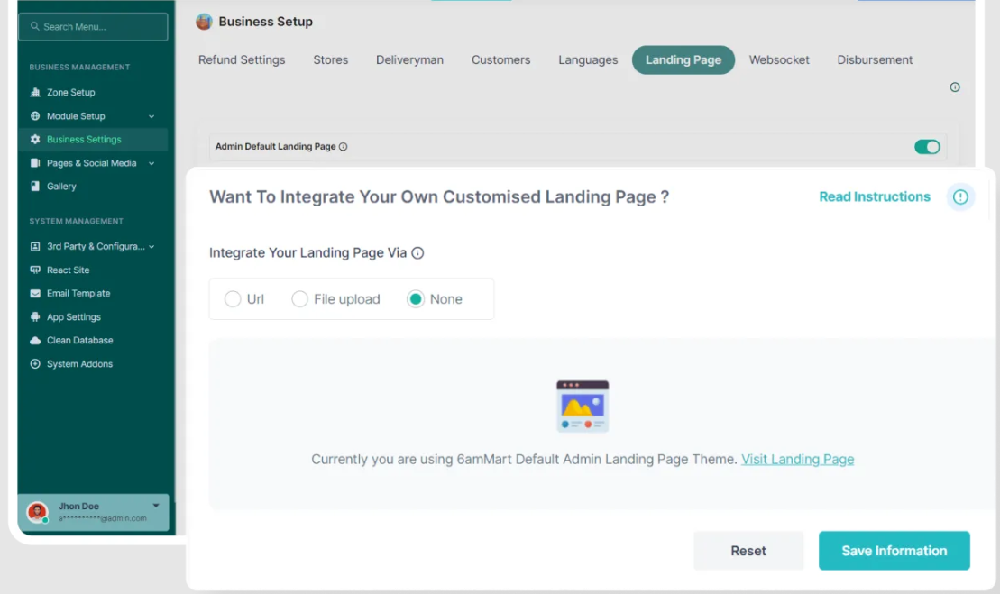 Search Menu...
BUSINESS MANAGEMENT
Zone Setup
Module Setup
Business Settings
Pages & Social Media
Gallery
SYSTEM MANAGEMENT
3rd Party & Configura...
React Site
Email Template
App Settings
Clean Database
System Addons
Jhon Doe
a**********@admin.com
Business Setup
Refund Settings Stores Deliveryman Customers Languages Landing Page Websocket Disbursement
Admin Default Landing Page
Want To Integrate Your Own Customised Landing Page ?
Read Instructions
Integrate Your Landing Page Via
Url File upload None
Currently you are using 6amMart Default Admin Landing Page Theme. Visit Landing Page
Reset Save Information